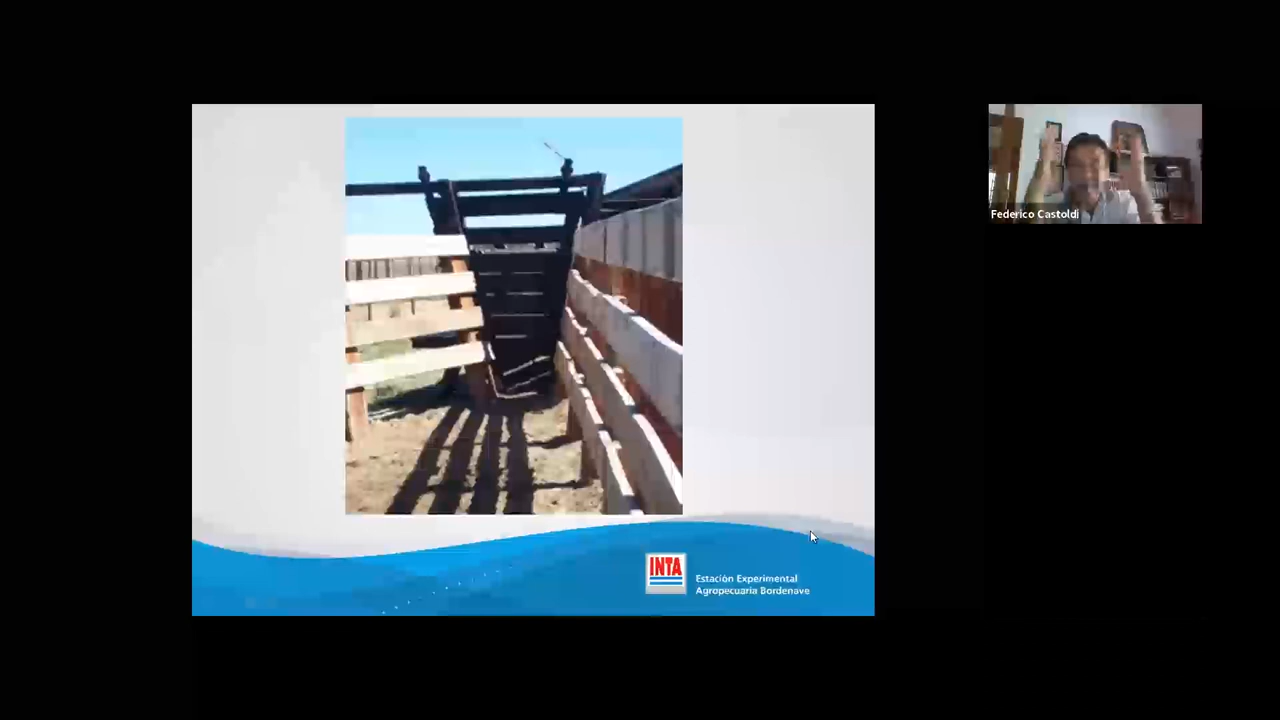 Federico Castoldi
INTA
Estación Experimental
Agropecuaria Bordenave